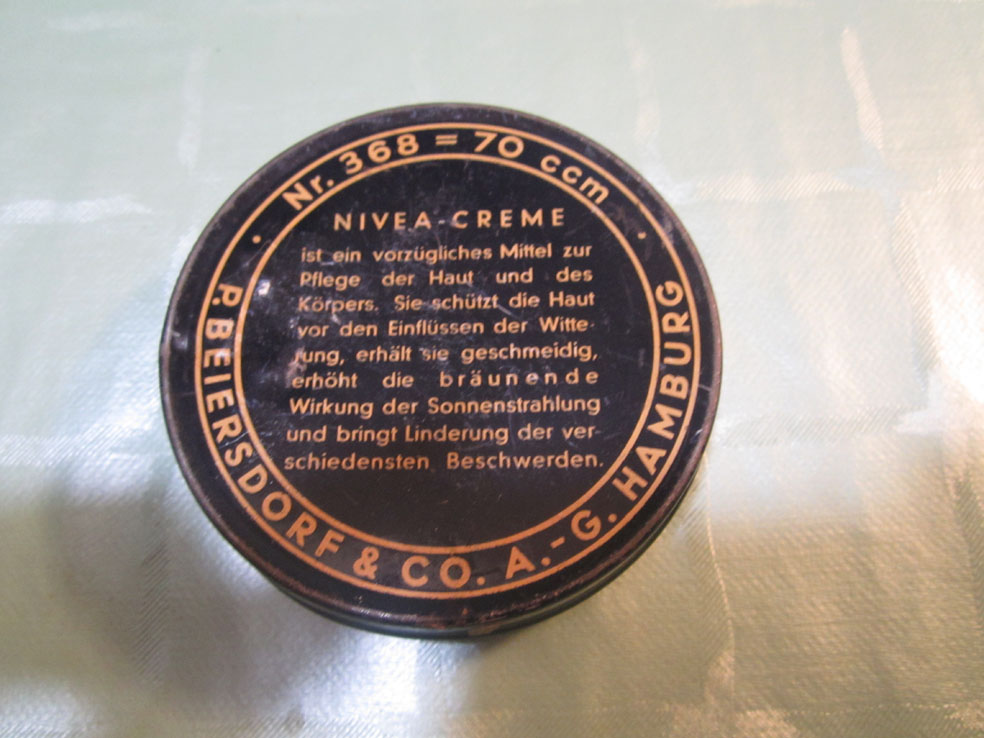 Nr. 368 = 70 ccm
NIVEA-CREME
ist ein vorzügliches Mittel zur
Pflege der Haut und des
Körpers. Sie schützt die Haut
vor den Einflüssen der Witte-
rung, erhält sie geschmeidig,
erhöht die bräunende
Wirkung der Sonnenstrahlung
und bringt Linderung der ver-
schiedensten Beschwerden.
P. BEIERSDORF & CO. A.-G. HAMBURG